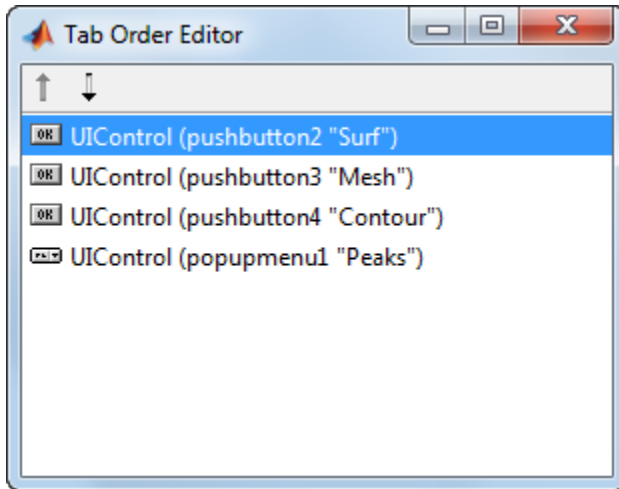 Tab Order Editor
UIControl (pushbutton2 "Surf")
UIControl (pushbutton3 "Mesh")
UIControl (pushbutton4 "Contour")
UIControl (popupmenu1 "Peaks")